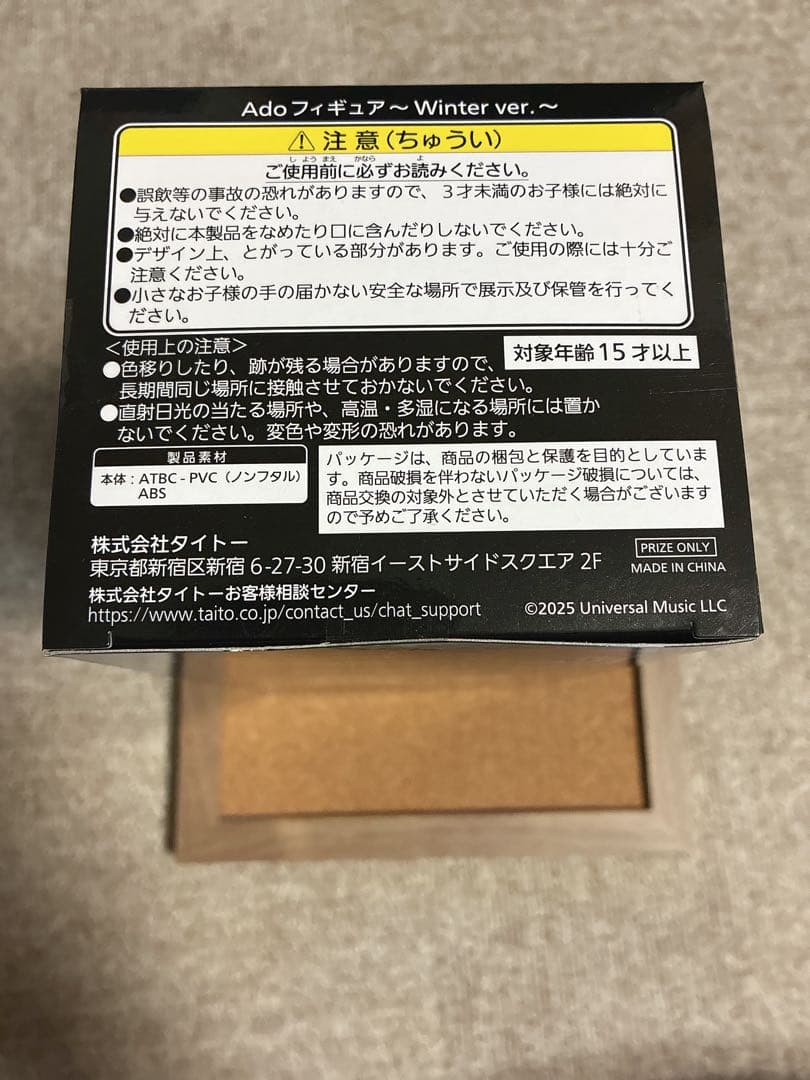 Adoフィギュア～Winter ver.～
⚠ 注意(ちゅうい)
しようまえ かなら よ
ご使用前に必ずお読みください。
●誤飲等の事故の恐れがありますので、3才未満のお子様には絶対に
与えないでください。
●絶対に本製品をなめたり口に含んだりしないでください。
●デザイン上、とがっている部分があります。ご使用の際には十分ご
注意ください。
●小さなお子様の手の届かない安全な場所で展示及び保管を行ってく
ださい。
＜使用上の注意＞
対象年齢15才以上
●色移りしたり、跡が残る場合がありますので、
長期間同じ場所に接触させておかないでください。
●直射日光の当たる場所や、高温・多湿になる場所には置か
ないでください。変色や変形の恐れがあります。
製品素材
本体：ATBC-PVC（ノンフタル）
ABS
パッケージは、商品の梱包と保護を目的としていま
す。商品破損を伴わないパッケージ破損については、
商品交換の対象外とさせていただく場合がございます
ので予めご了承ください。
株式会社タイトー
東京都新宿区新宿 6-27-30 新宿イーストサイドスクエア 2F
PRIZE ONLY
MADE IN CHINA
株式会社タイトーお客様相談センター
https://www.taito.co.jp/contact_us/chat_support
©2025 Universal Music LLC